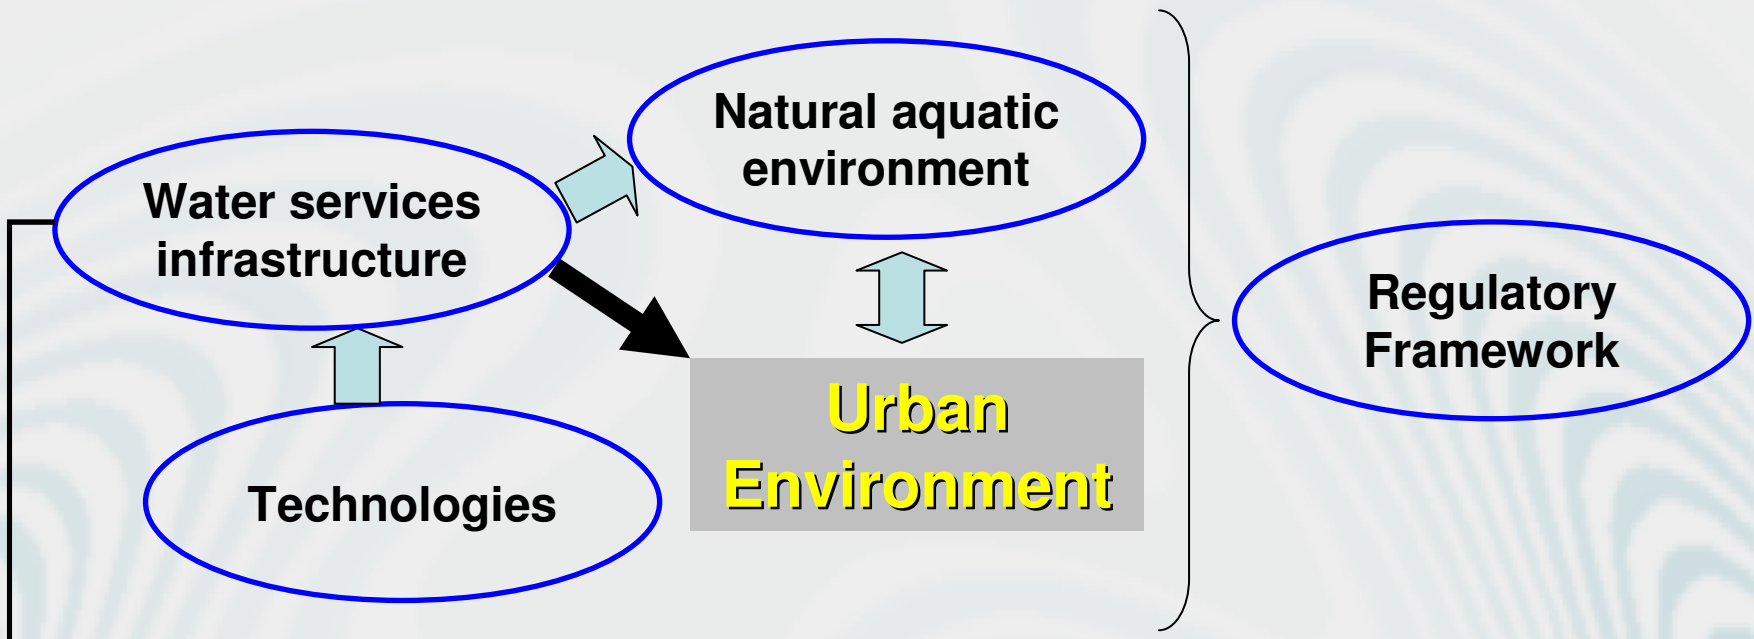 Natural aquatic
environment
Water services
infrastructure
Regulatory
Framework
Urban
Environment
Technologies